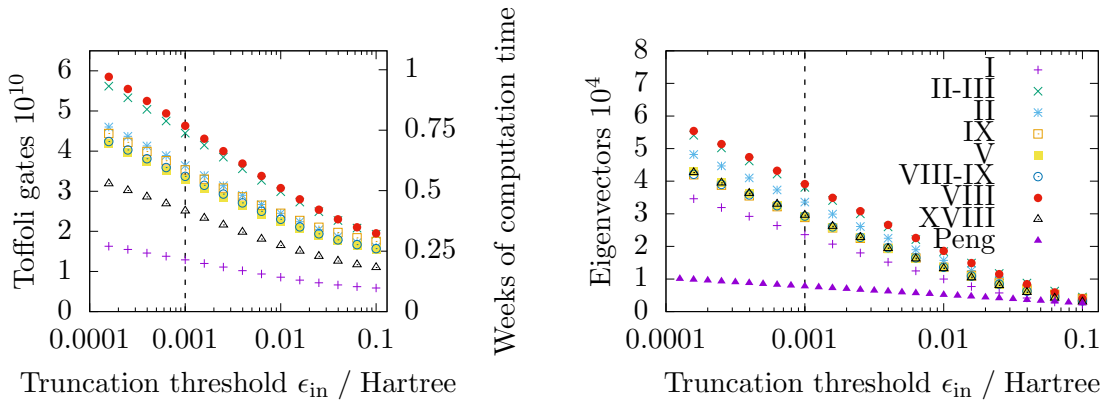 Toffoli gates 10^10
6
5
4
3
2
1
0
0.0001
0.001
0.01
0.1
1
0.75
0.5
0.25
0
Weeks of computation time
Truncation threshold ϵ_in / Hartree
Eigenvectors 10^4
8
7
6
5
4
3
2
1
0
0.0001
0.001
0.01
0.1
I
II-III
II
IX
V
VIII-IX
VIII
XVIII
Peng
Truncation threshold ϵ_in / Hartree